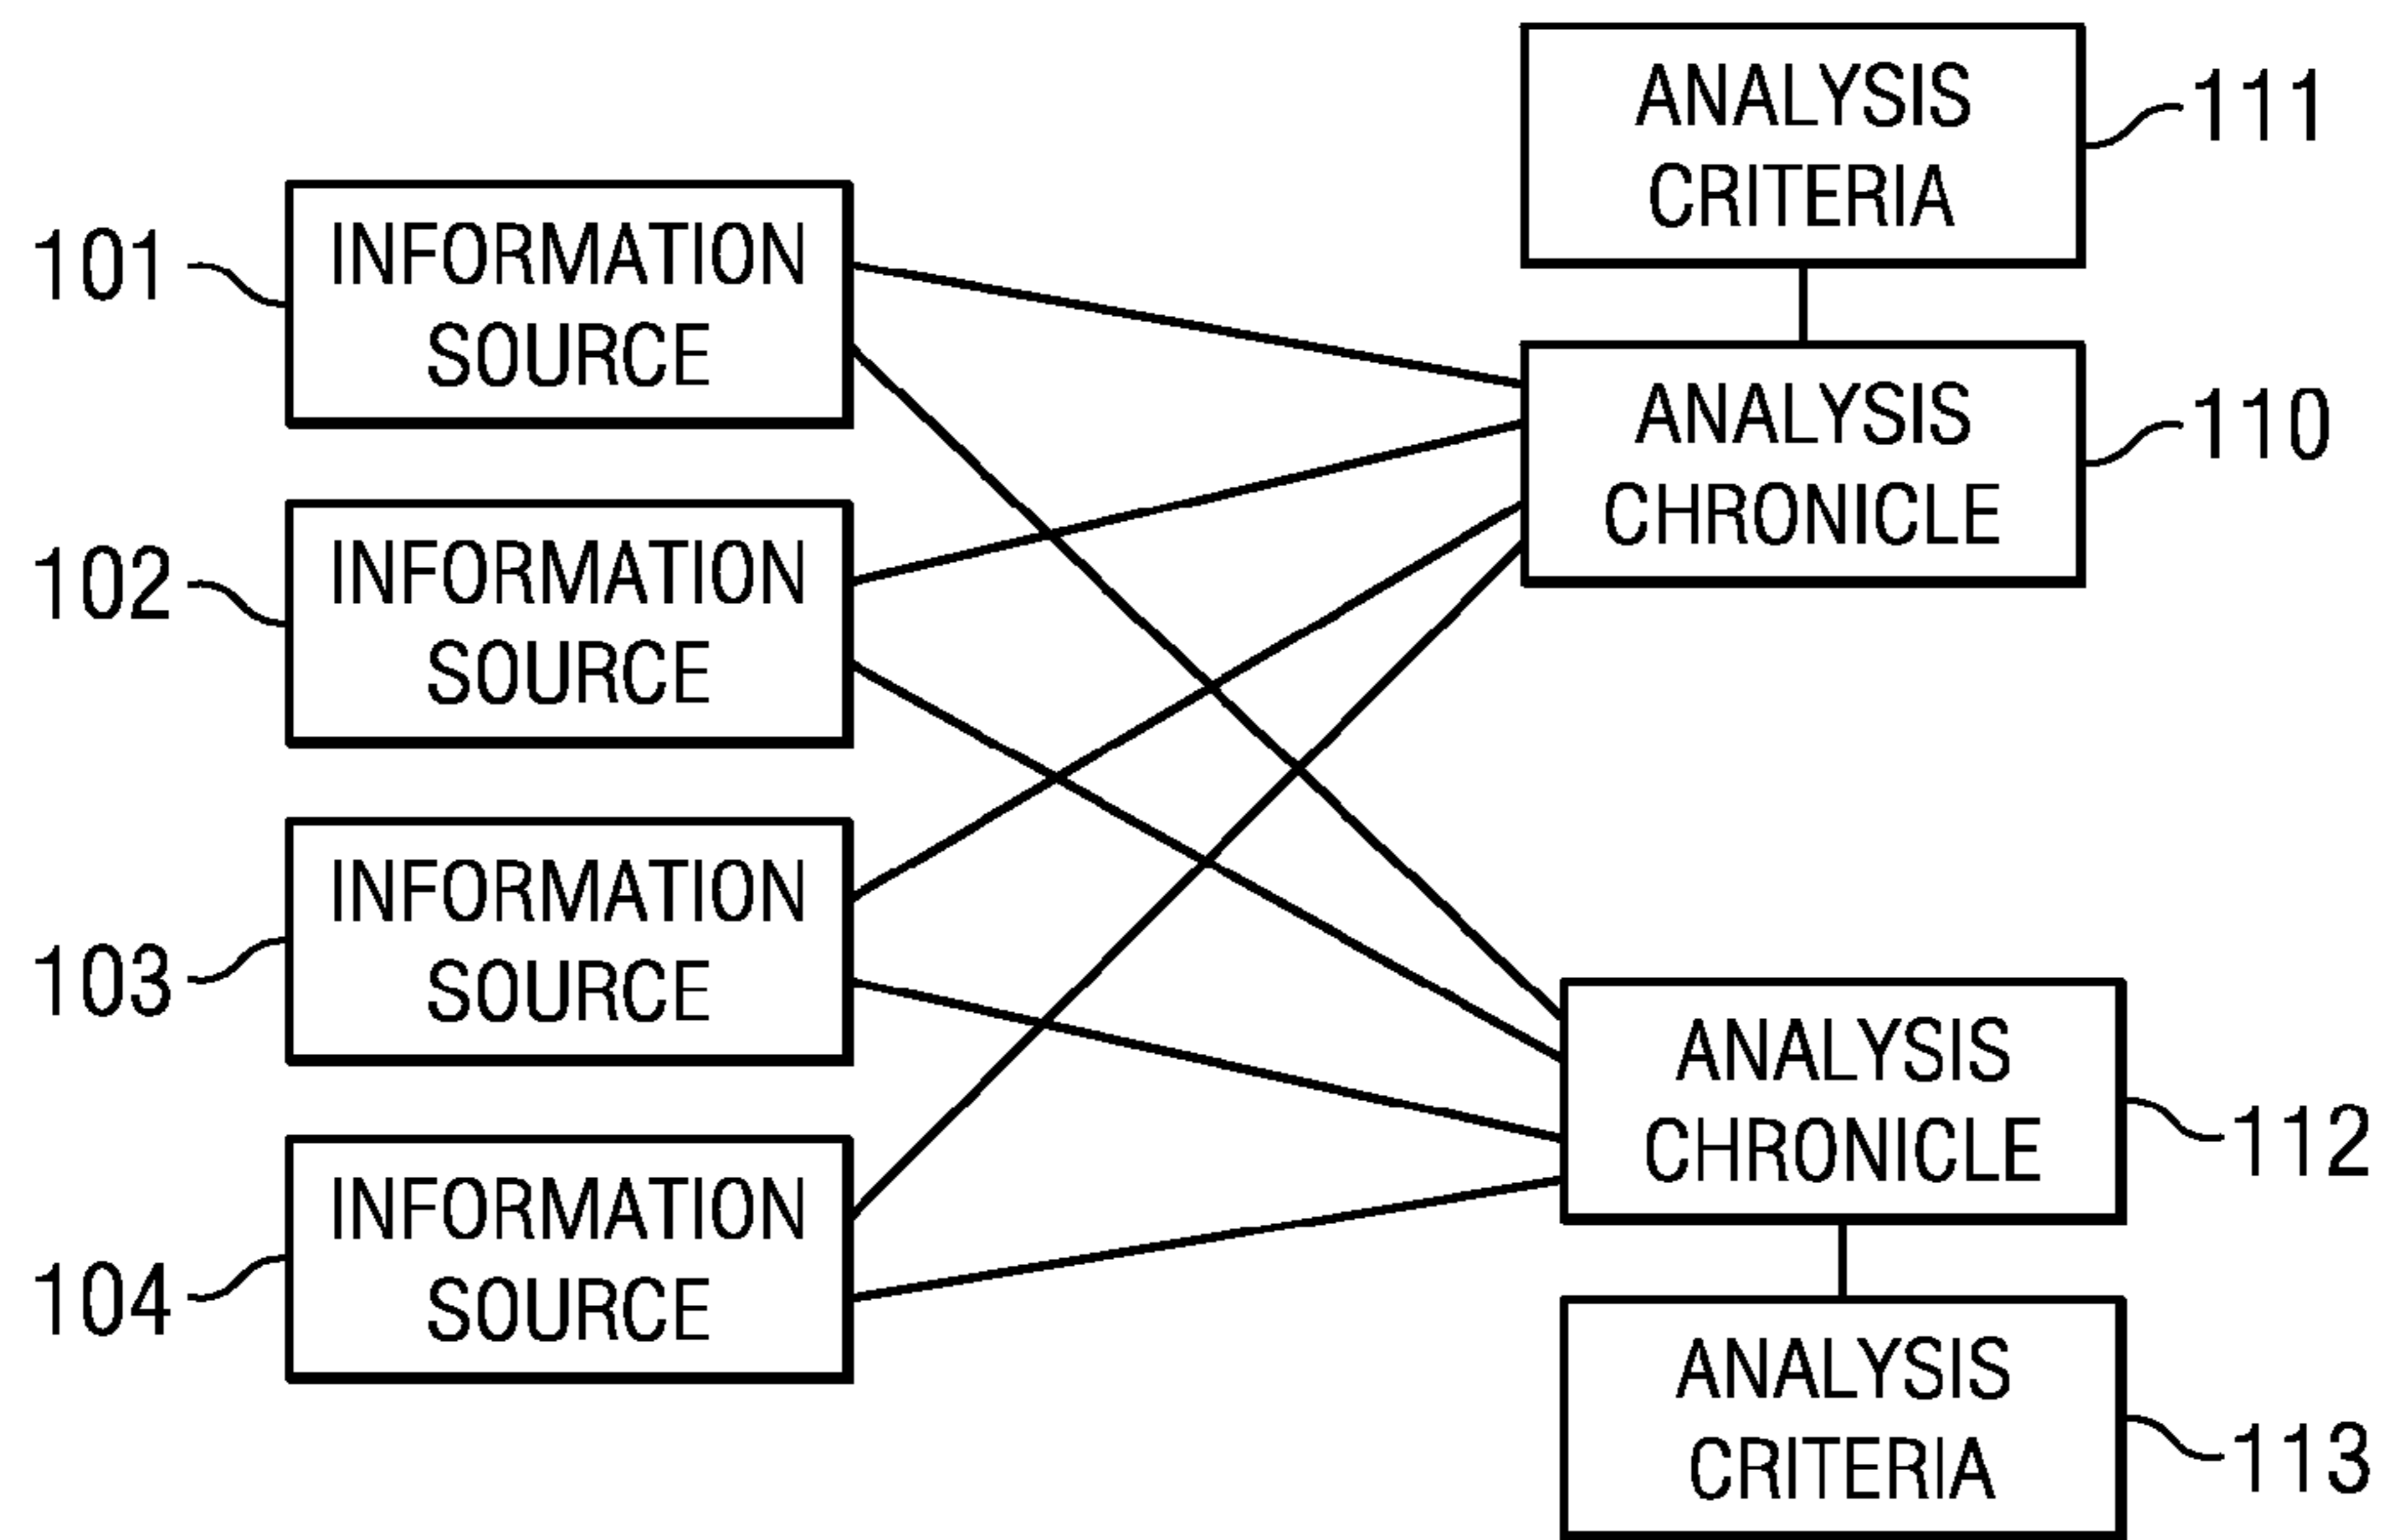 101
INFORMATION
SOURCE
102
INFORMATION
SOURCE
103
INFORMATION
SOURCE
104
INFORMATION
SOURCE
ANALYSIS
CRITERIA
111
ANALYSIS
CHRONICLE
110
ANALYSIS
CHRONICLE
112
ANALYSIS
CRITERIA
113